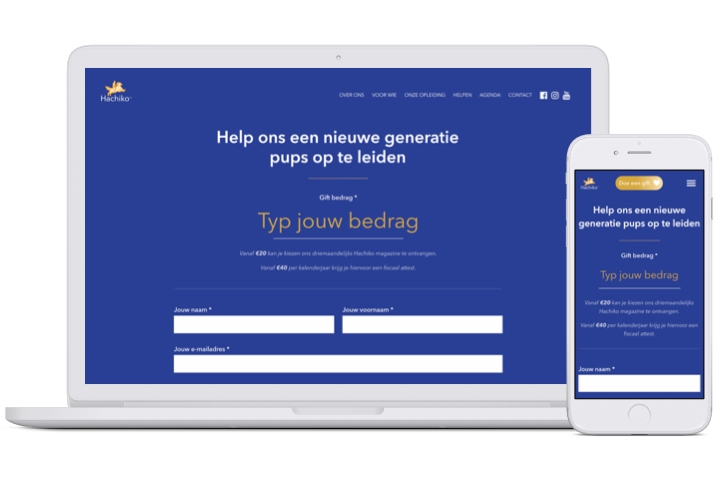 Hachiko
OVER ONS VOOR WIE ONZE OPLEIDING HELPEN AGENDA CONTACT
Help ons een nieuwe generatie
pups op te leiden
Gift bedrag *
Typ jouw bedrag
Vanaf €20 kan je kiezen ons driemaandelijks Hachiko magazine te ontvangen.
Vanaf €40 per kalenderjaar krijg je hiervoor een fiscaal attest.
Jouw naam * Jouw voornaam *
Jouw e-mailadres *
Hachiko
Doe een gift
Help ons een nieuwe
generatie pups op te leiden
Gift bedrag *
Typ jouw bedrag
Vanaf €20 kan je kiezen ons driemaandelijks
Hachiko magazine te ontvangen.
Vanaf €40 per kalenderjaar krijg je hiervoor een
fiscaal attest.
Jouw naam *